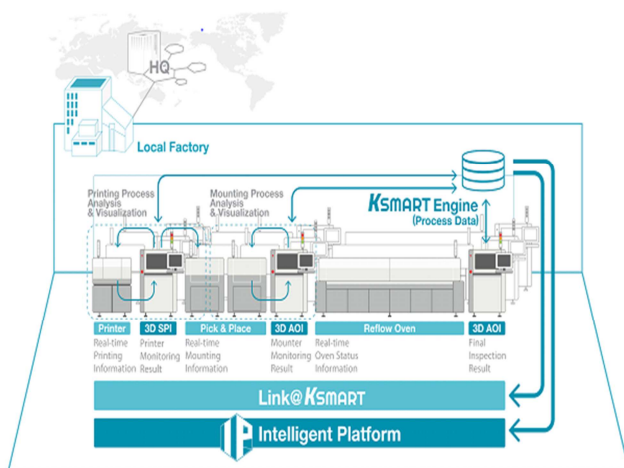 HQ
Local Factory
Printing Process
Analysis
& Visualization
Mounting Process
Analysis
& Visualization
KSMART Engine
(Process Data)
Printer
Real-time
Printing
Information
3D SPI
Printer
Monitoring
Result
Pick & Place
Real-time
Mounting
Information
3D AOI
Mounter
Monitoring
Result
Reflow Oven
Real-time
Oven Status
Information
3D AOI
Final
Inspection
Result
Link@KSMART
IP Intelligent Platform